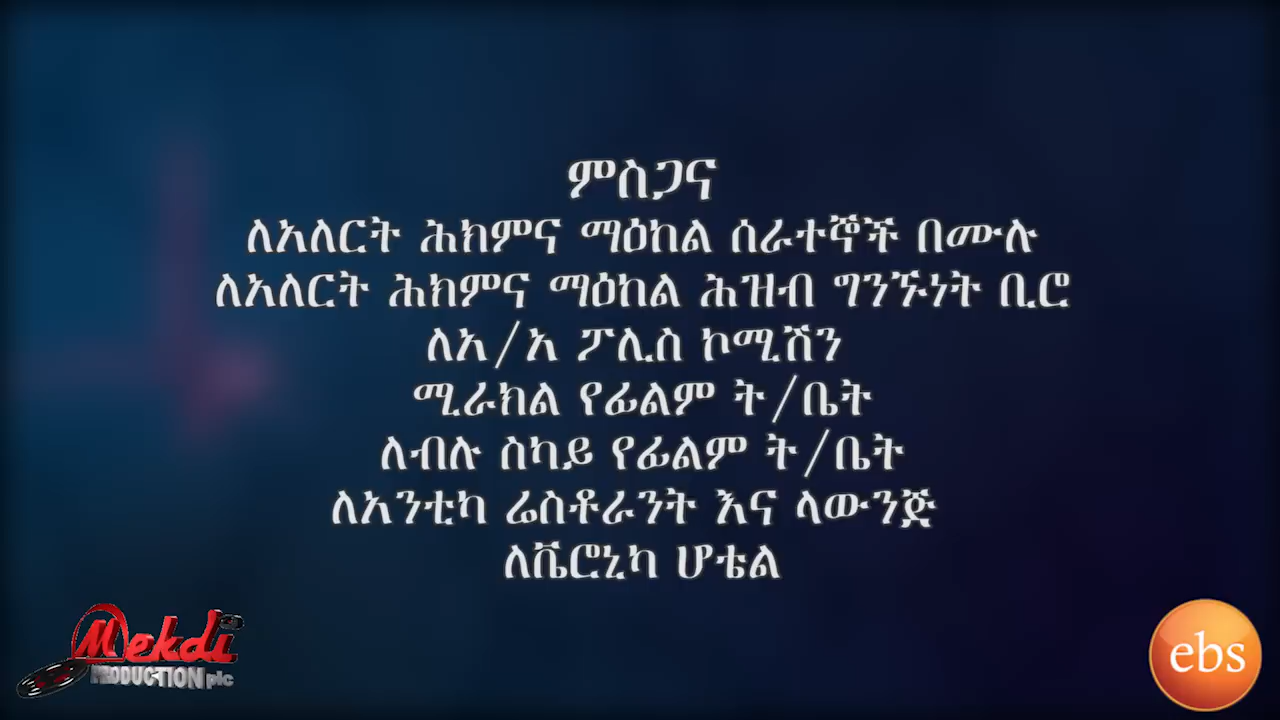 ምስጋና
ለአለርት ሕክምና ማዕከል ሰራተኞች በሙሉ
ለአለርት ሕክምና ማዕከል ሕዝብ ግንኙነት ቢሮ
ለአ/አ ፖሊስ ኮሚሽን
ሚራክል የፊልም ት/ቤት
ለብሉ ስካይ የፊልም ት/ቤት
ለአንቲካ ሬስቶራንት እና ላውንጅ
ለቬሮኒካ ሆቴል
Mekdi
PRODUCTION plc
ebs